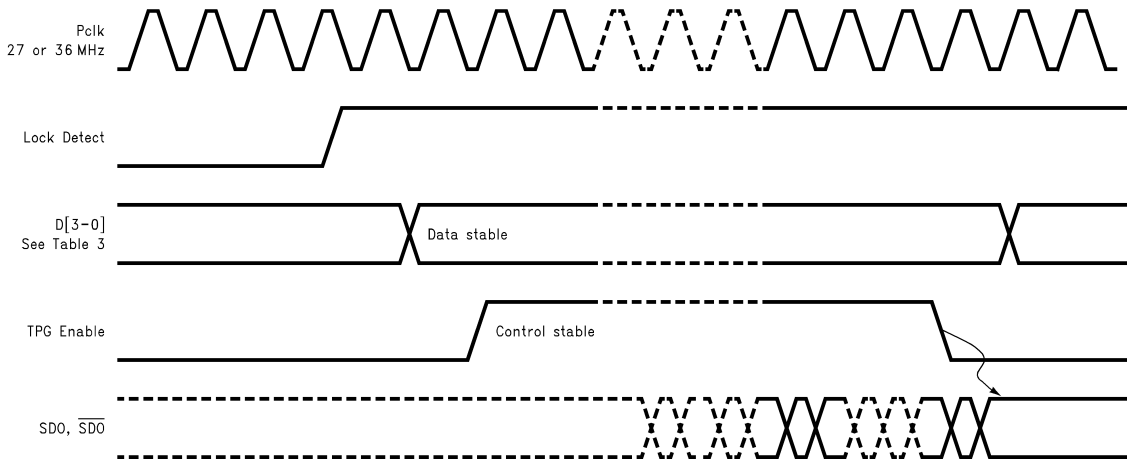 Pclk
27 or 36 MHz
Lock Detect
D[3-0]
See Table 3
Data stable
TPG Enable
Control stable
SDO, S̅D̅O̅